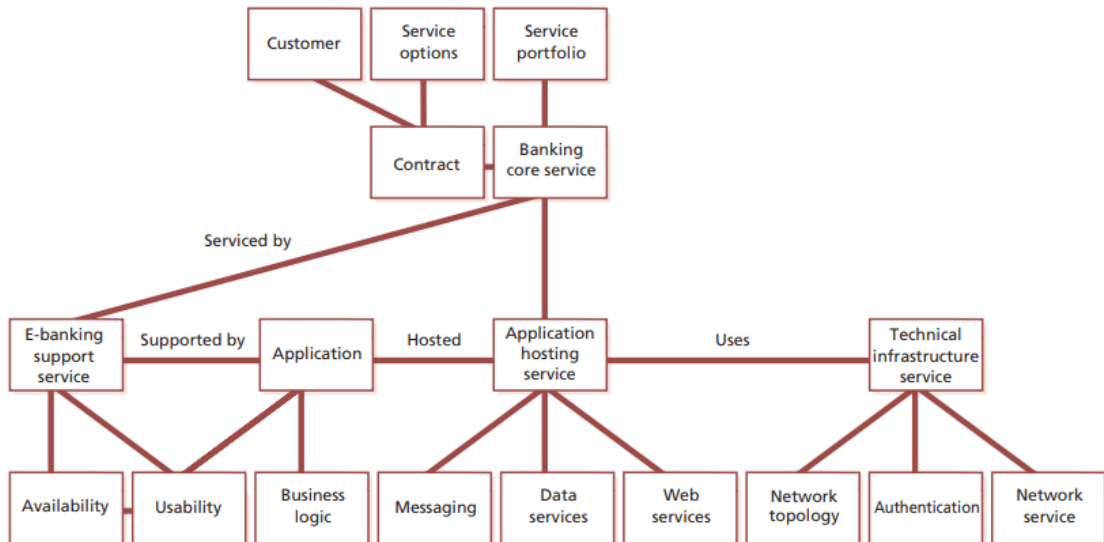 Customer
Service
options
Service
portfolio
Contract
Banking
core service
Serviced by
E-banking
support
service
Supported by
Application
Hosted
Application
hosting
service
Uses
Technical
infrastructure
service
Availability
Usability
Business
logic
Messaging
Data
services
Web
services
Network
topology
Authentication
Network
service